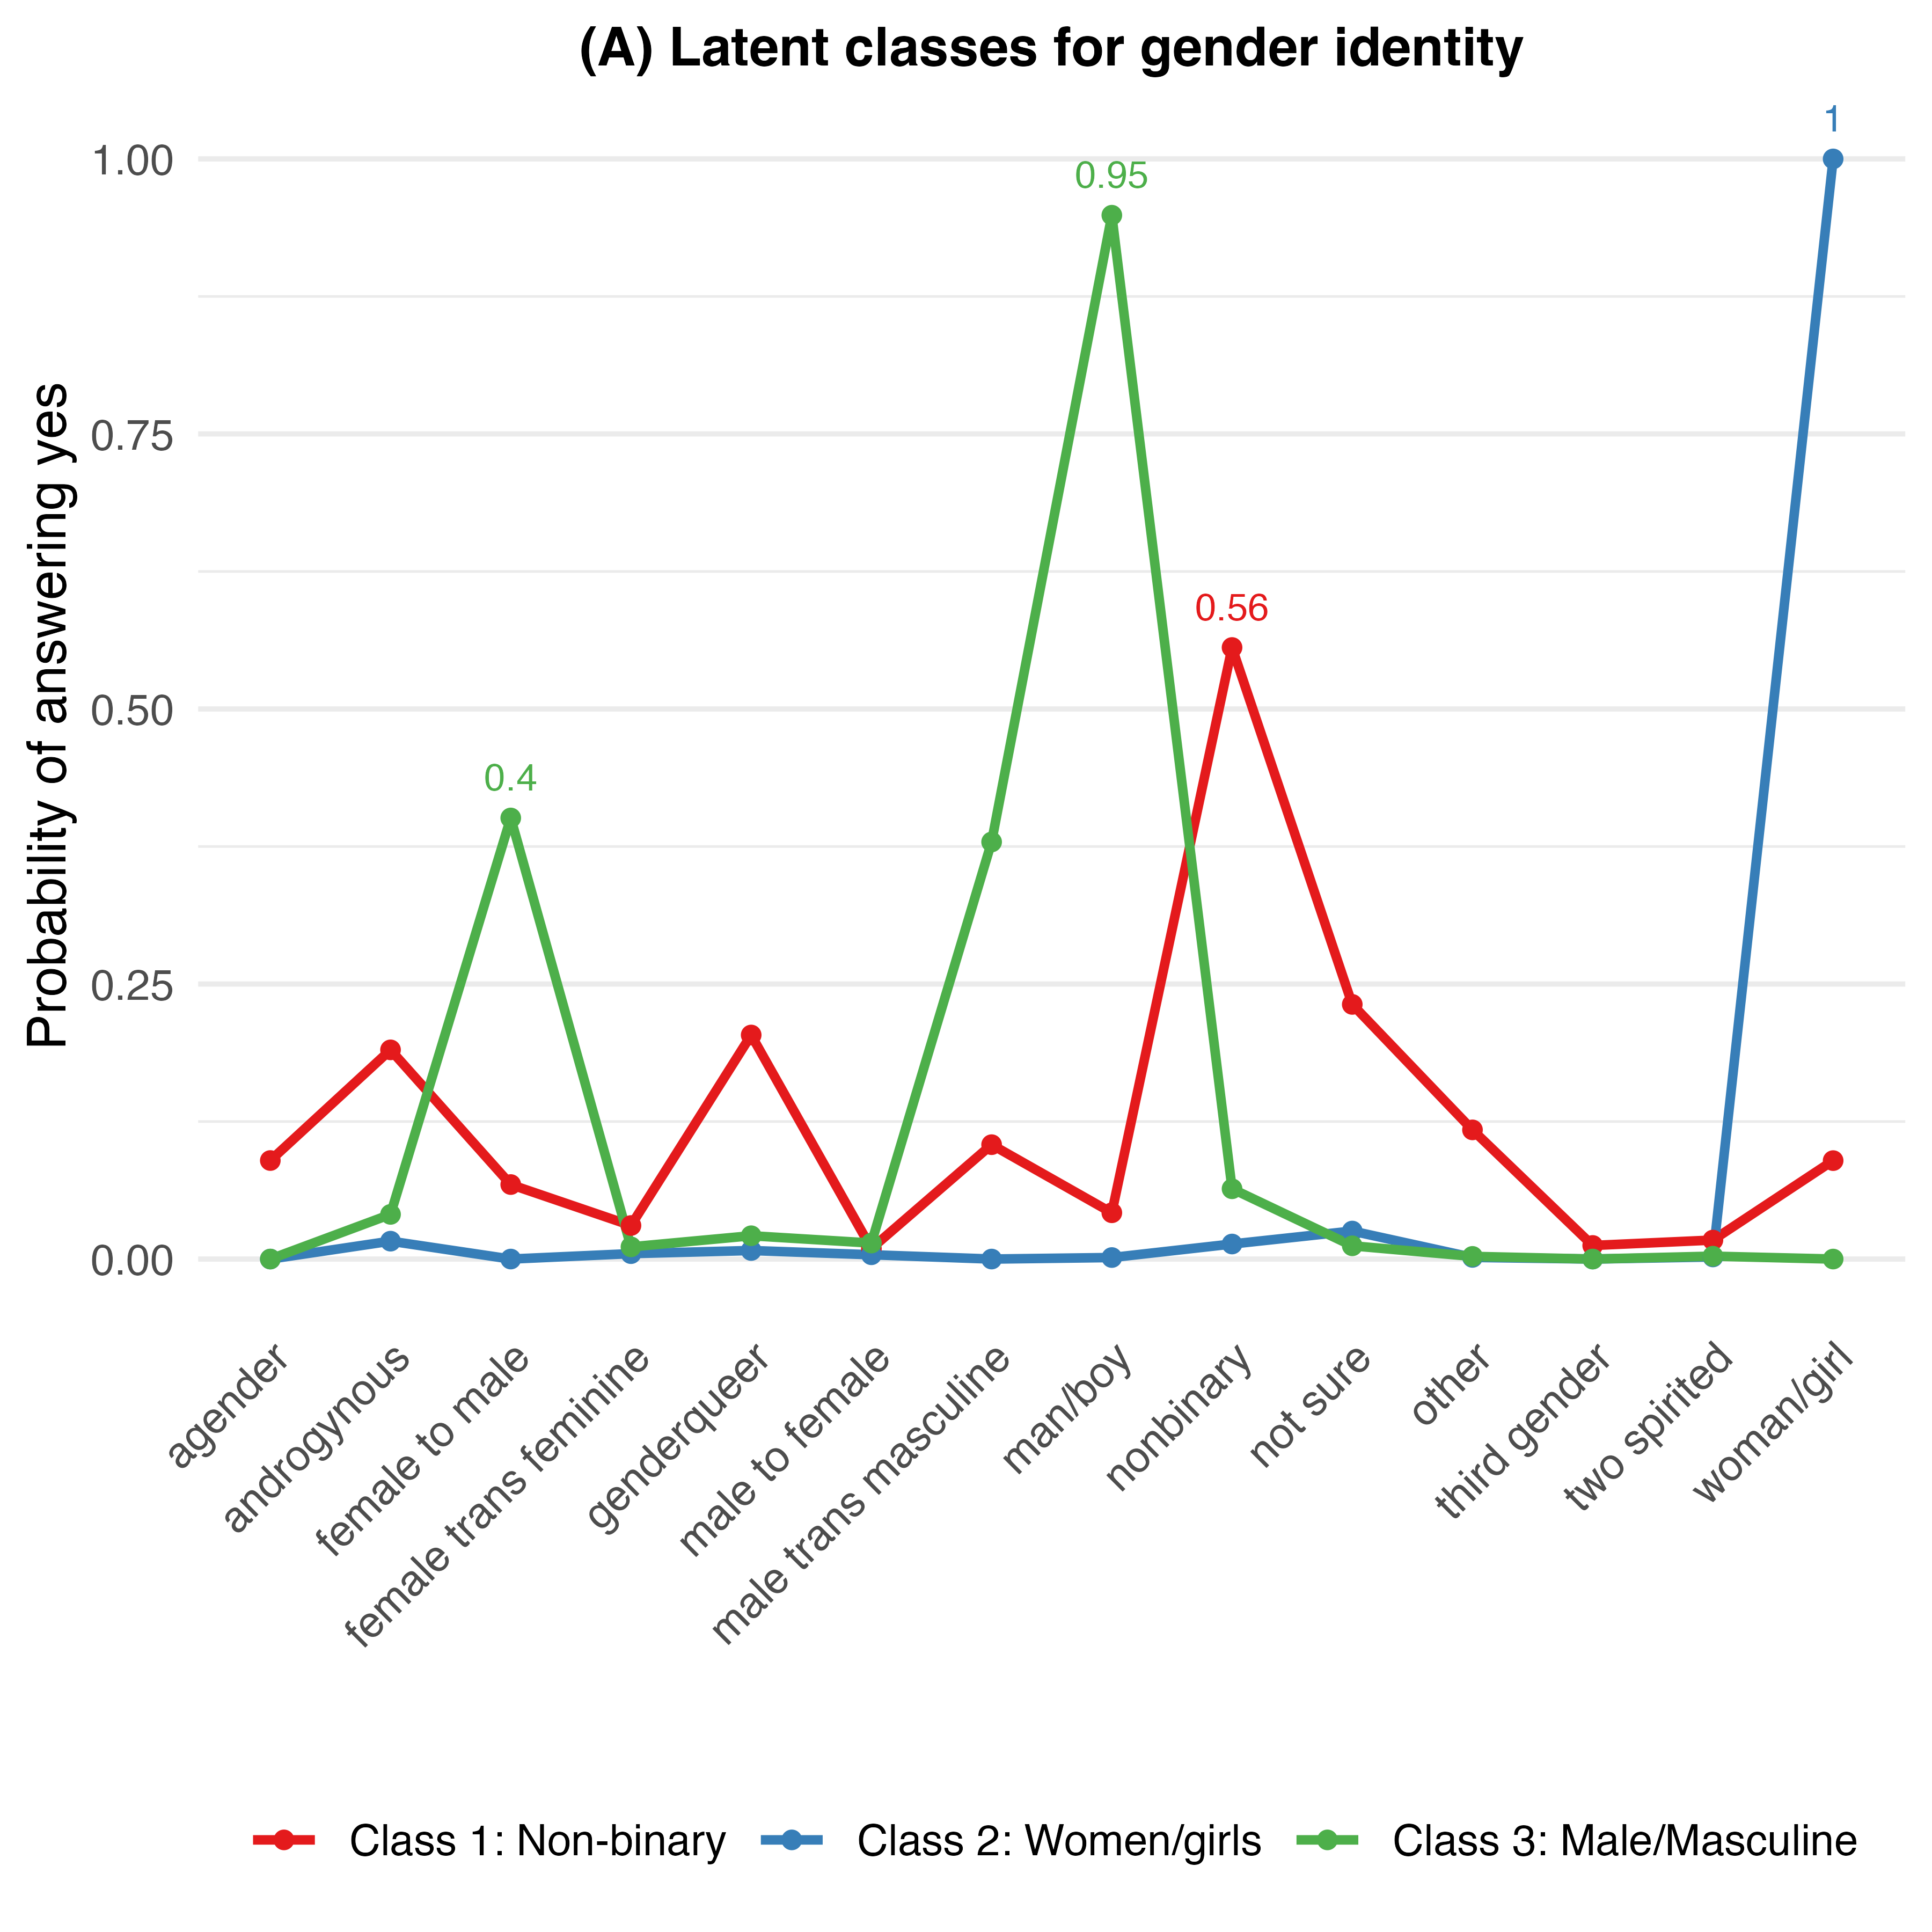 (A) Latent classes for gender identity
1
1.00
0.95
0.75
0.56
0.50
0.4
0.25
0.00
Probability of answering yes
agender
androgynous
female to male
female trans feminine
genderqueer
male to female
male trans masculine
man/boy
nonbinary
not sure
other
third gender
two spirited
woman/girl
Class 1: Non-binary
Class 2: Women/girls
Class 3: Male/Masculine